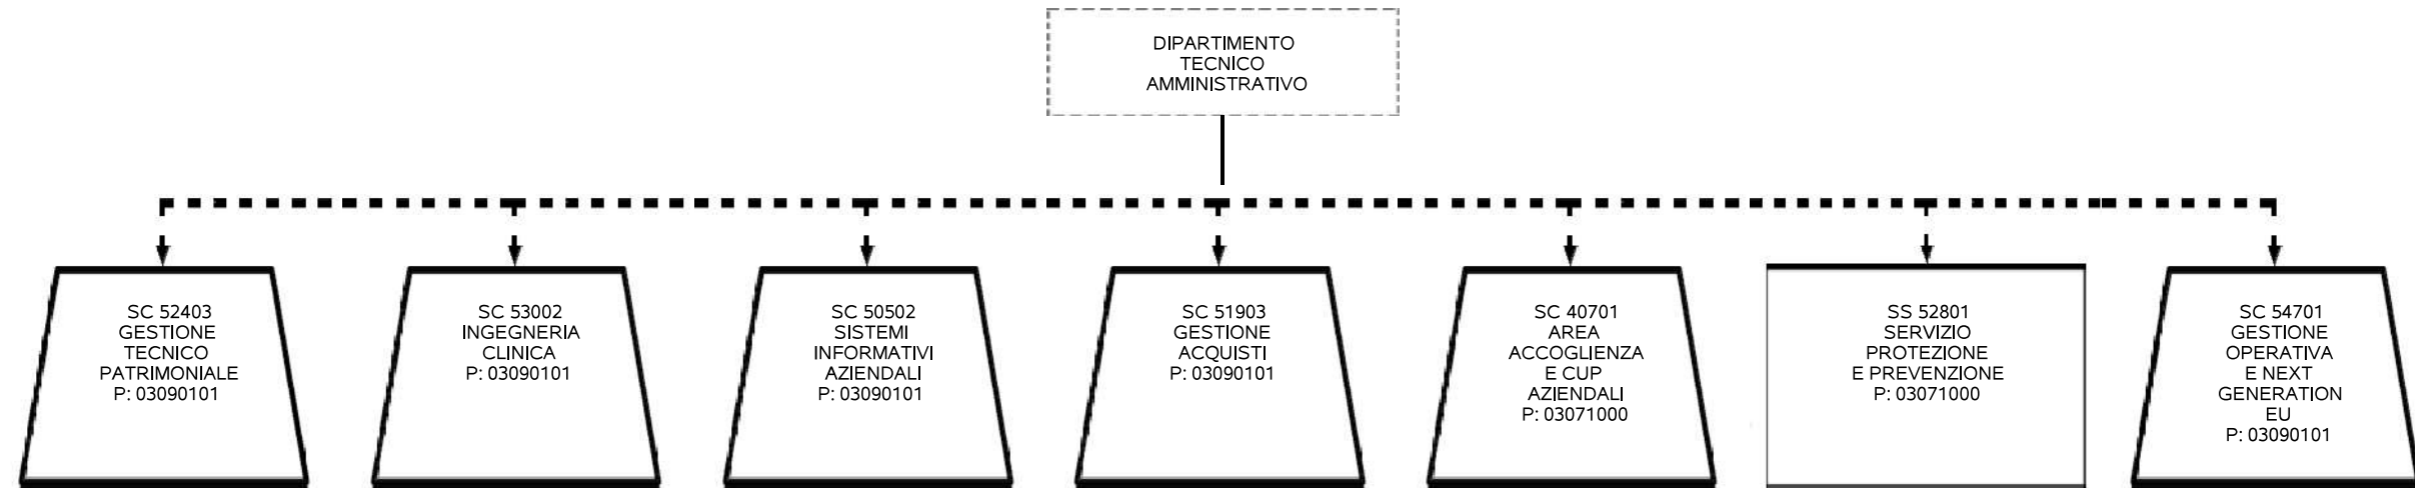 DIPARTIMENTO
TECNICO
AMMINISTRATIVO
SC 52403
GESTIONE
TECNICO
PATRIMONIALE
P: 03090101
SC 53002
INGEGNERIA
CLINICA
P: 03090101
SC 50502
SISTEMI
INFORMATIVI
AZIENDALI
P: 03090101
SC 51903
GESTIONE
ACQUISTI
P: 03090101
SC 40701
AREA
ACCOGLIENZA
E CUP
AZIENDALI
P: 03071000
SS 52801
SERVIZIO
PROTEZIONE
E PREVENZIONE
P: 03071000
SC 54701
GESTIONE
OPERATIVA
E NEXT
GENERATION
EU
P: 03090101